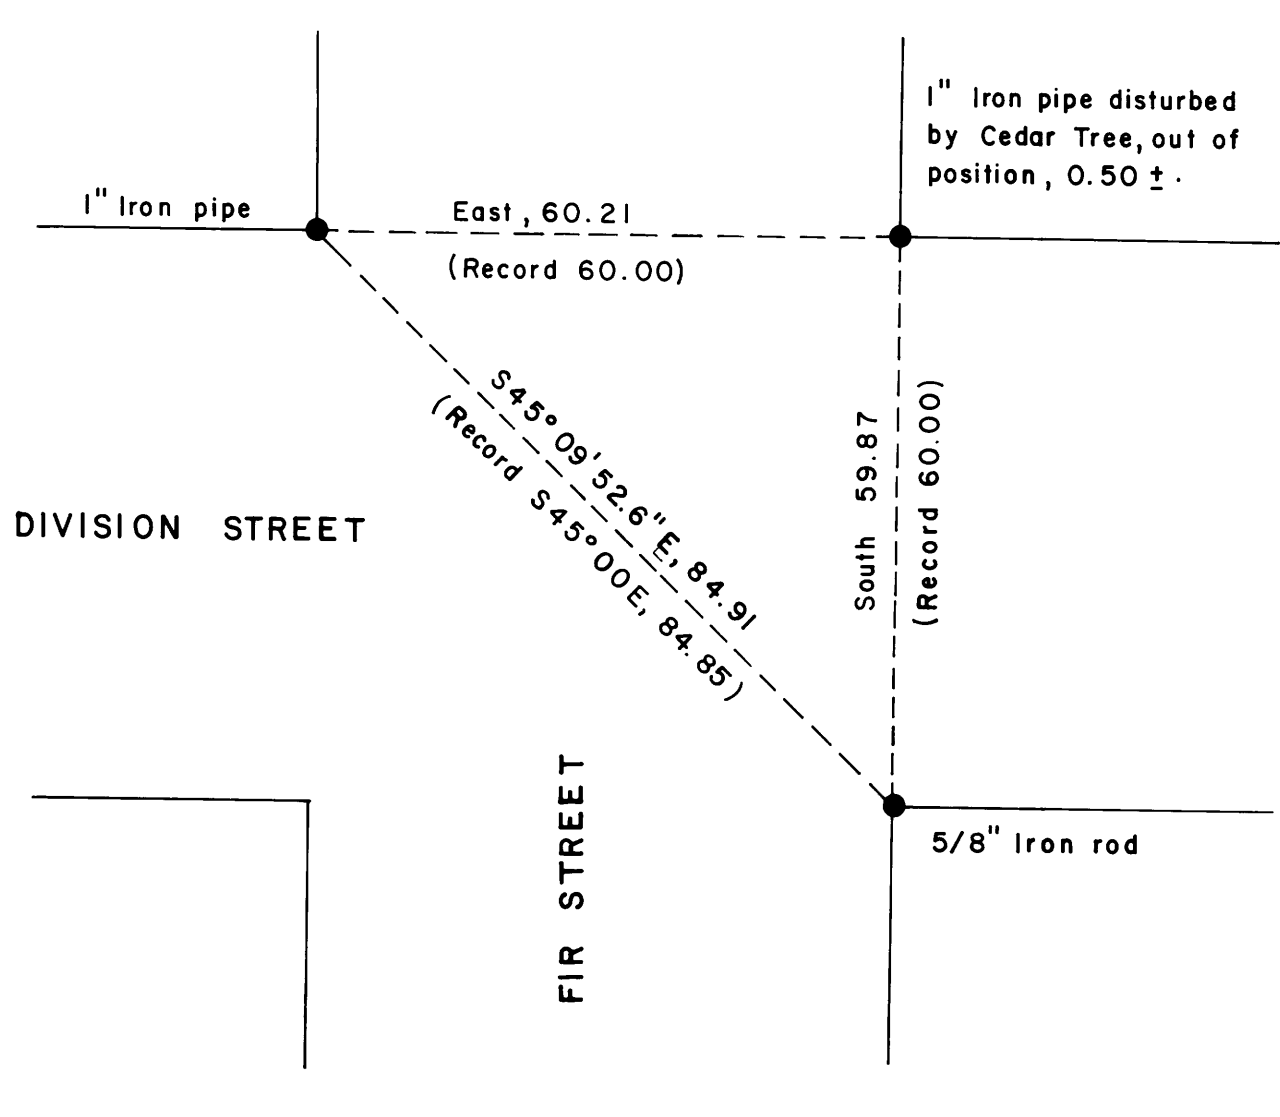 1" Iron pipe disturbed
by Cedar Tree, out of
position, 0.50 ± .
1" Iron pipe
East, 60.21
(Record 60.00)
S45°09'52.6"E, 84.91
(Record S45°00E, 84.85)
South 59.87
(Record 60.00)
DIVISION STREET
FIR STREET
5/8" Iron rod